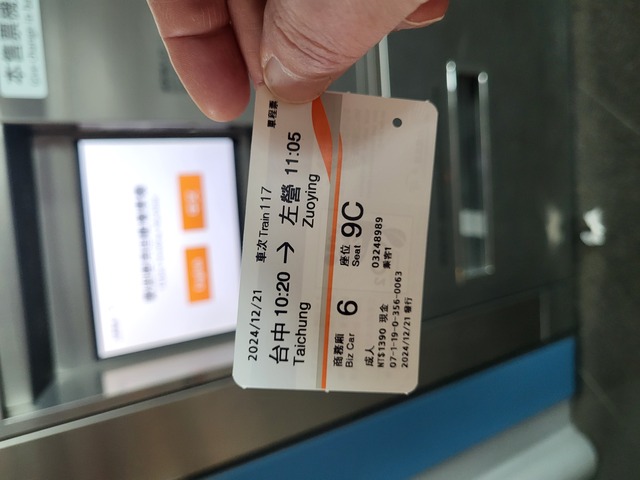 本售票機
2024/12/21 車次 Train 117 單程票
台中 10:20 → 左營 11:05
Taichung Zuoying
商務廂 座位
Biz Car 6 Seat 9C
成人 03248989
NT$1390 現金 乘客1
07-1-19-0-356-0063
2024/12/21 發行